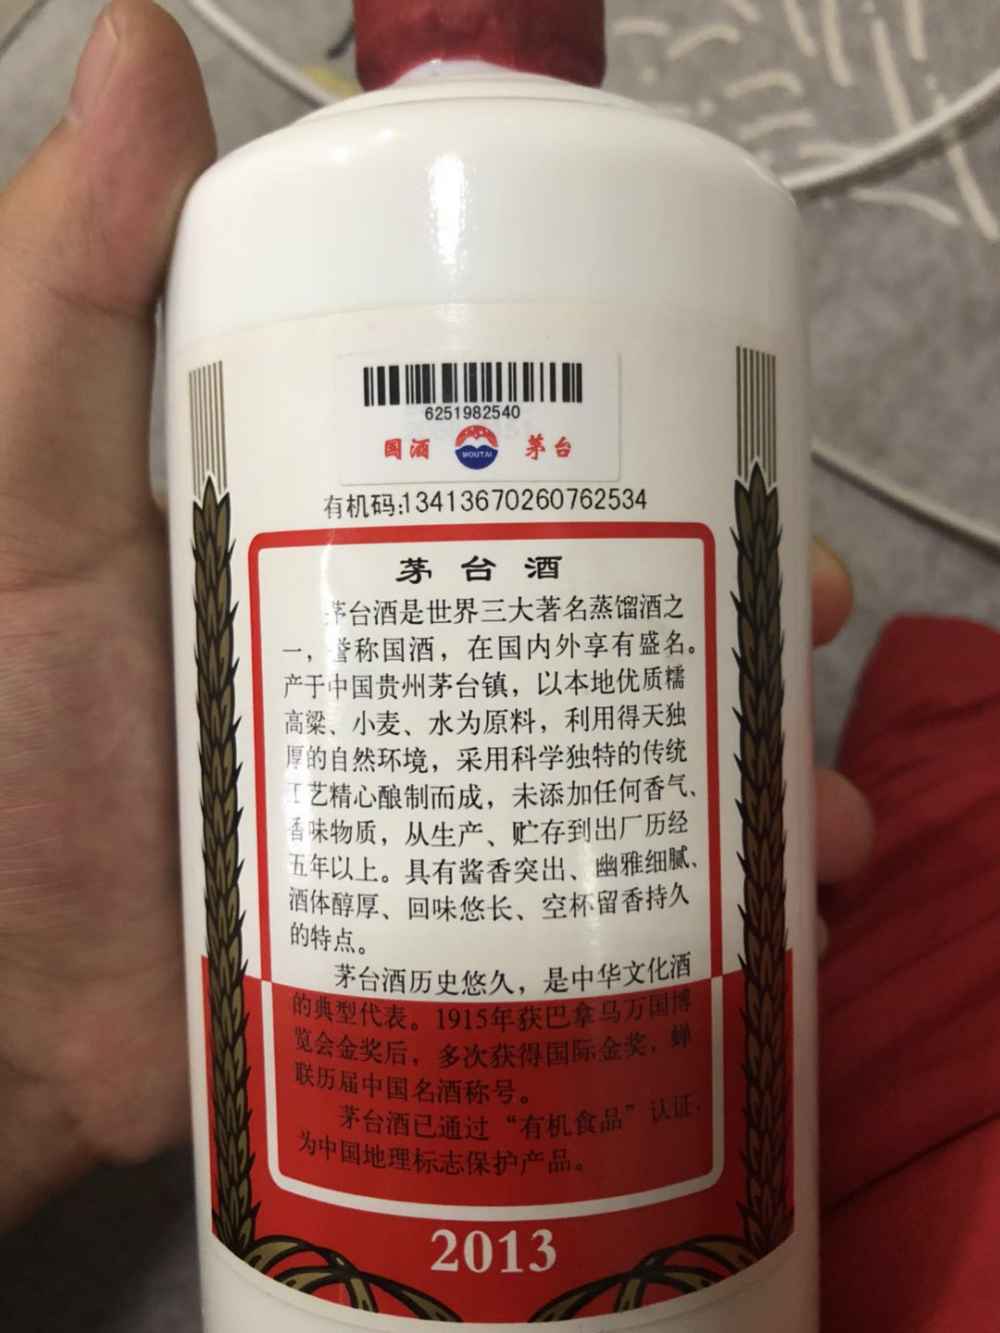 6251982540
国酒 MOUTAI 茅台
有机码:13413670260762534
茅台酒
茅台酒是世界三大著名蒸馏酒之
一，誉称国酒，在国内外享有盛名。
产于中国贵州茅台镇，以本地优质糯
高粱、小麦、水为原料，利用得天独
厚的自然环境，采用科学独特的传统
工艺精心酿制而成，未添加任何香气、
香味物质，从生产、贮存到出厂历经
五年以上。具有酱香突出、幽雅细腻、
酒体醇厚、回味悠长、空杯留香持久
的特点。
茅台酒历史悠久，是中华文化酒
的典型代表。1915年获巴拿马万国博
览会金奖后，多次获得国际金奖，蝉
联历届中国名酒称号。
茅台酒已通过“有机食品”认证，
为中国地理标志保护产品。
2013